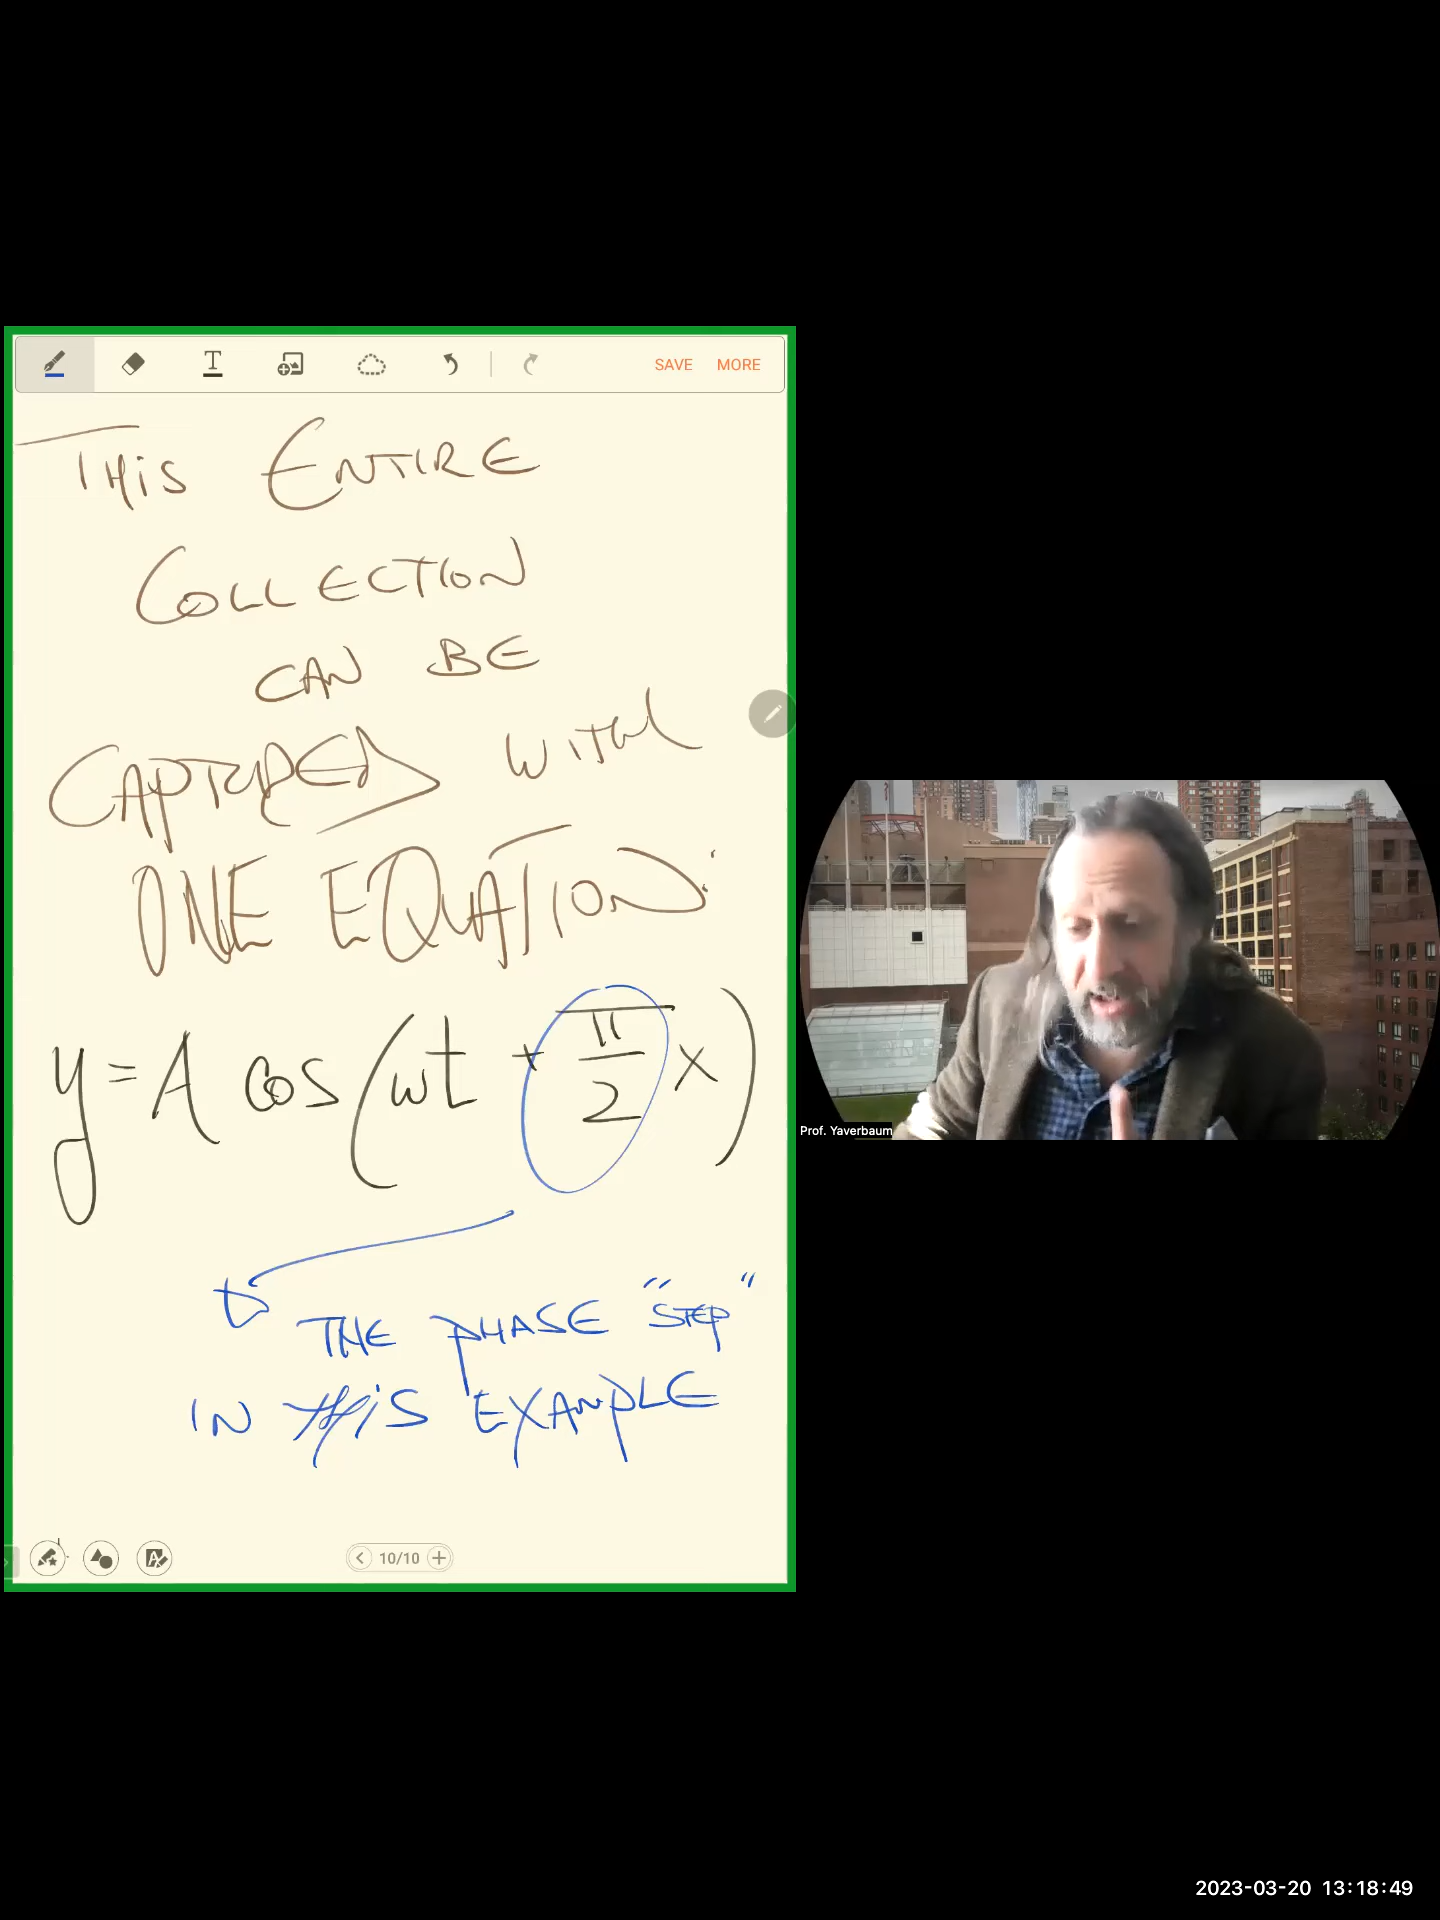 T
SAVE MORE
THIS ENTIRE
COLLECTION
CAN BE
CAPTURED WITH
ONE EQUATION:
y = A cos(ωt + π/2 x)
THE PHASE "STEP"
IN THIS EXAMPLE
10/10
Prof. Yaverbaum
2023-03-20 13:18:49